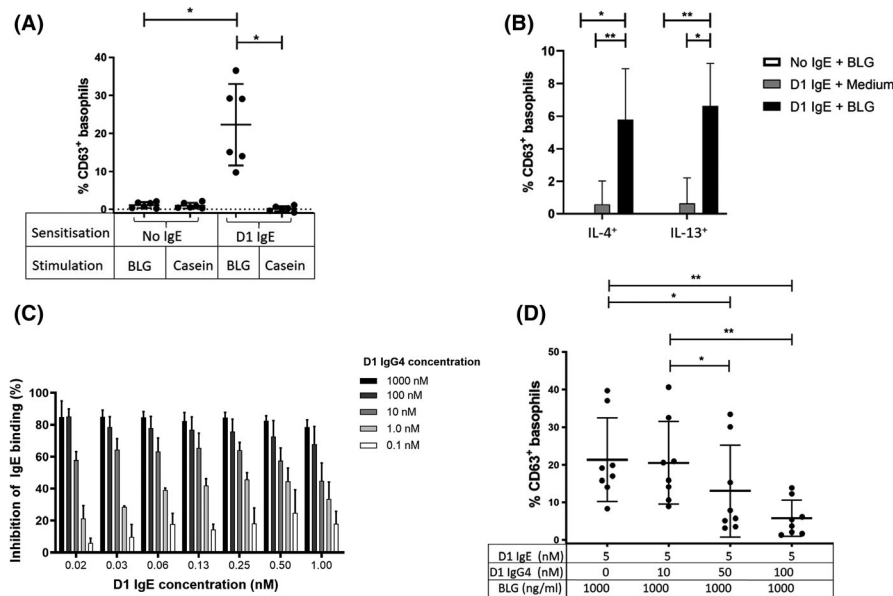 (A)
% CD63+ basophils
40
30
20
10
0
*
*
Sensitisation No IgE D1 IgE
Stimulation BLG Casein BLG Casein
(B)
% CD63+ basophils
10
8
6
4
2
0
* **
** *
IL-4+ IL-13+
No IgE + BLG
D1 IgE + Medium
D1 IgE + BLG
(C)
Inhibition of IgE binding (%)
100
80
60
40
20
0
0.02 0.03 0.06 0.13 0.25 0.50 1.00
D1 IgE concentration (nM)
D1 IgG4 concentration
1000 nM
100 nM
10 nM
1.0 nM
0.1 nM
(D)
**
*
**
*
% CD63+ basophils
50
40
30
20
10
0
D1 IgE (nM) 5 5 5 5
D1 IgG4 (nM) 0 10 50 100
BLG (ng/ml) 1000 1000 1000 1000